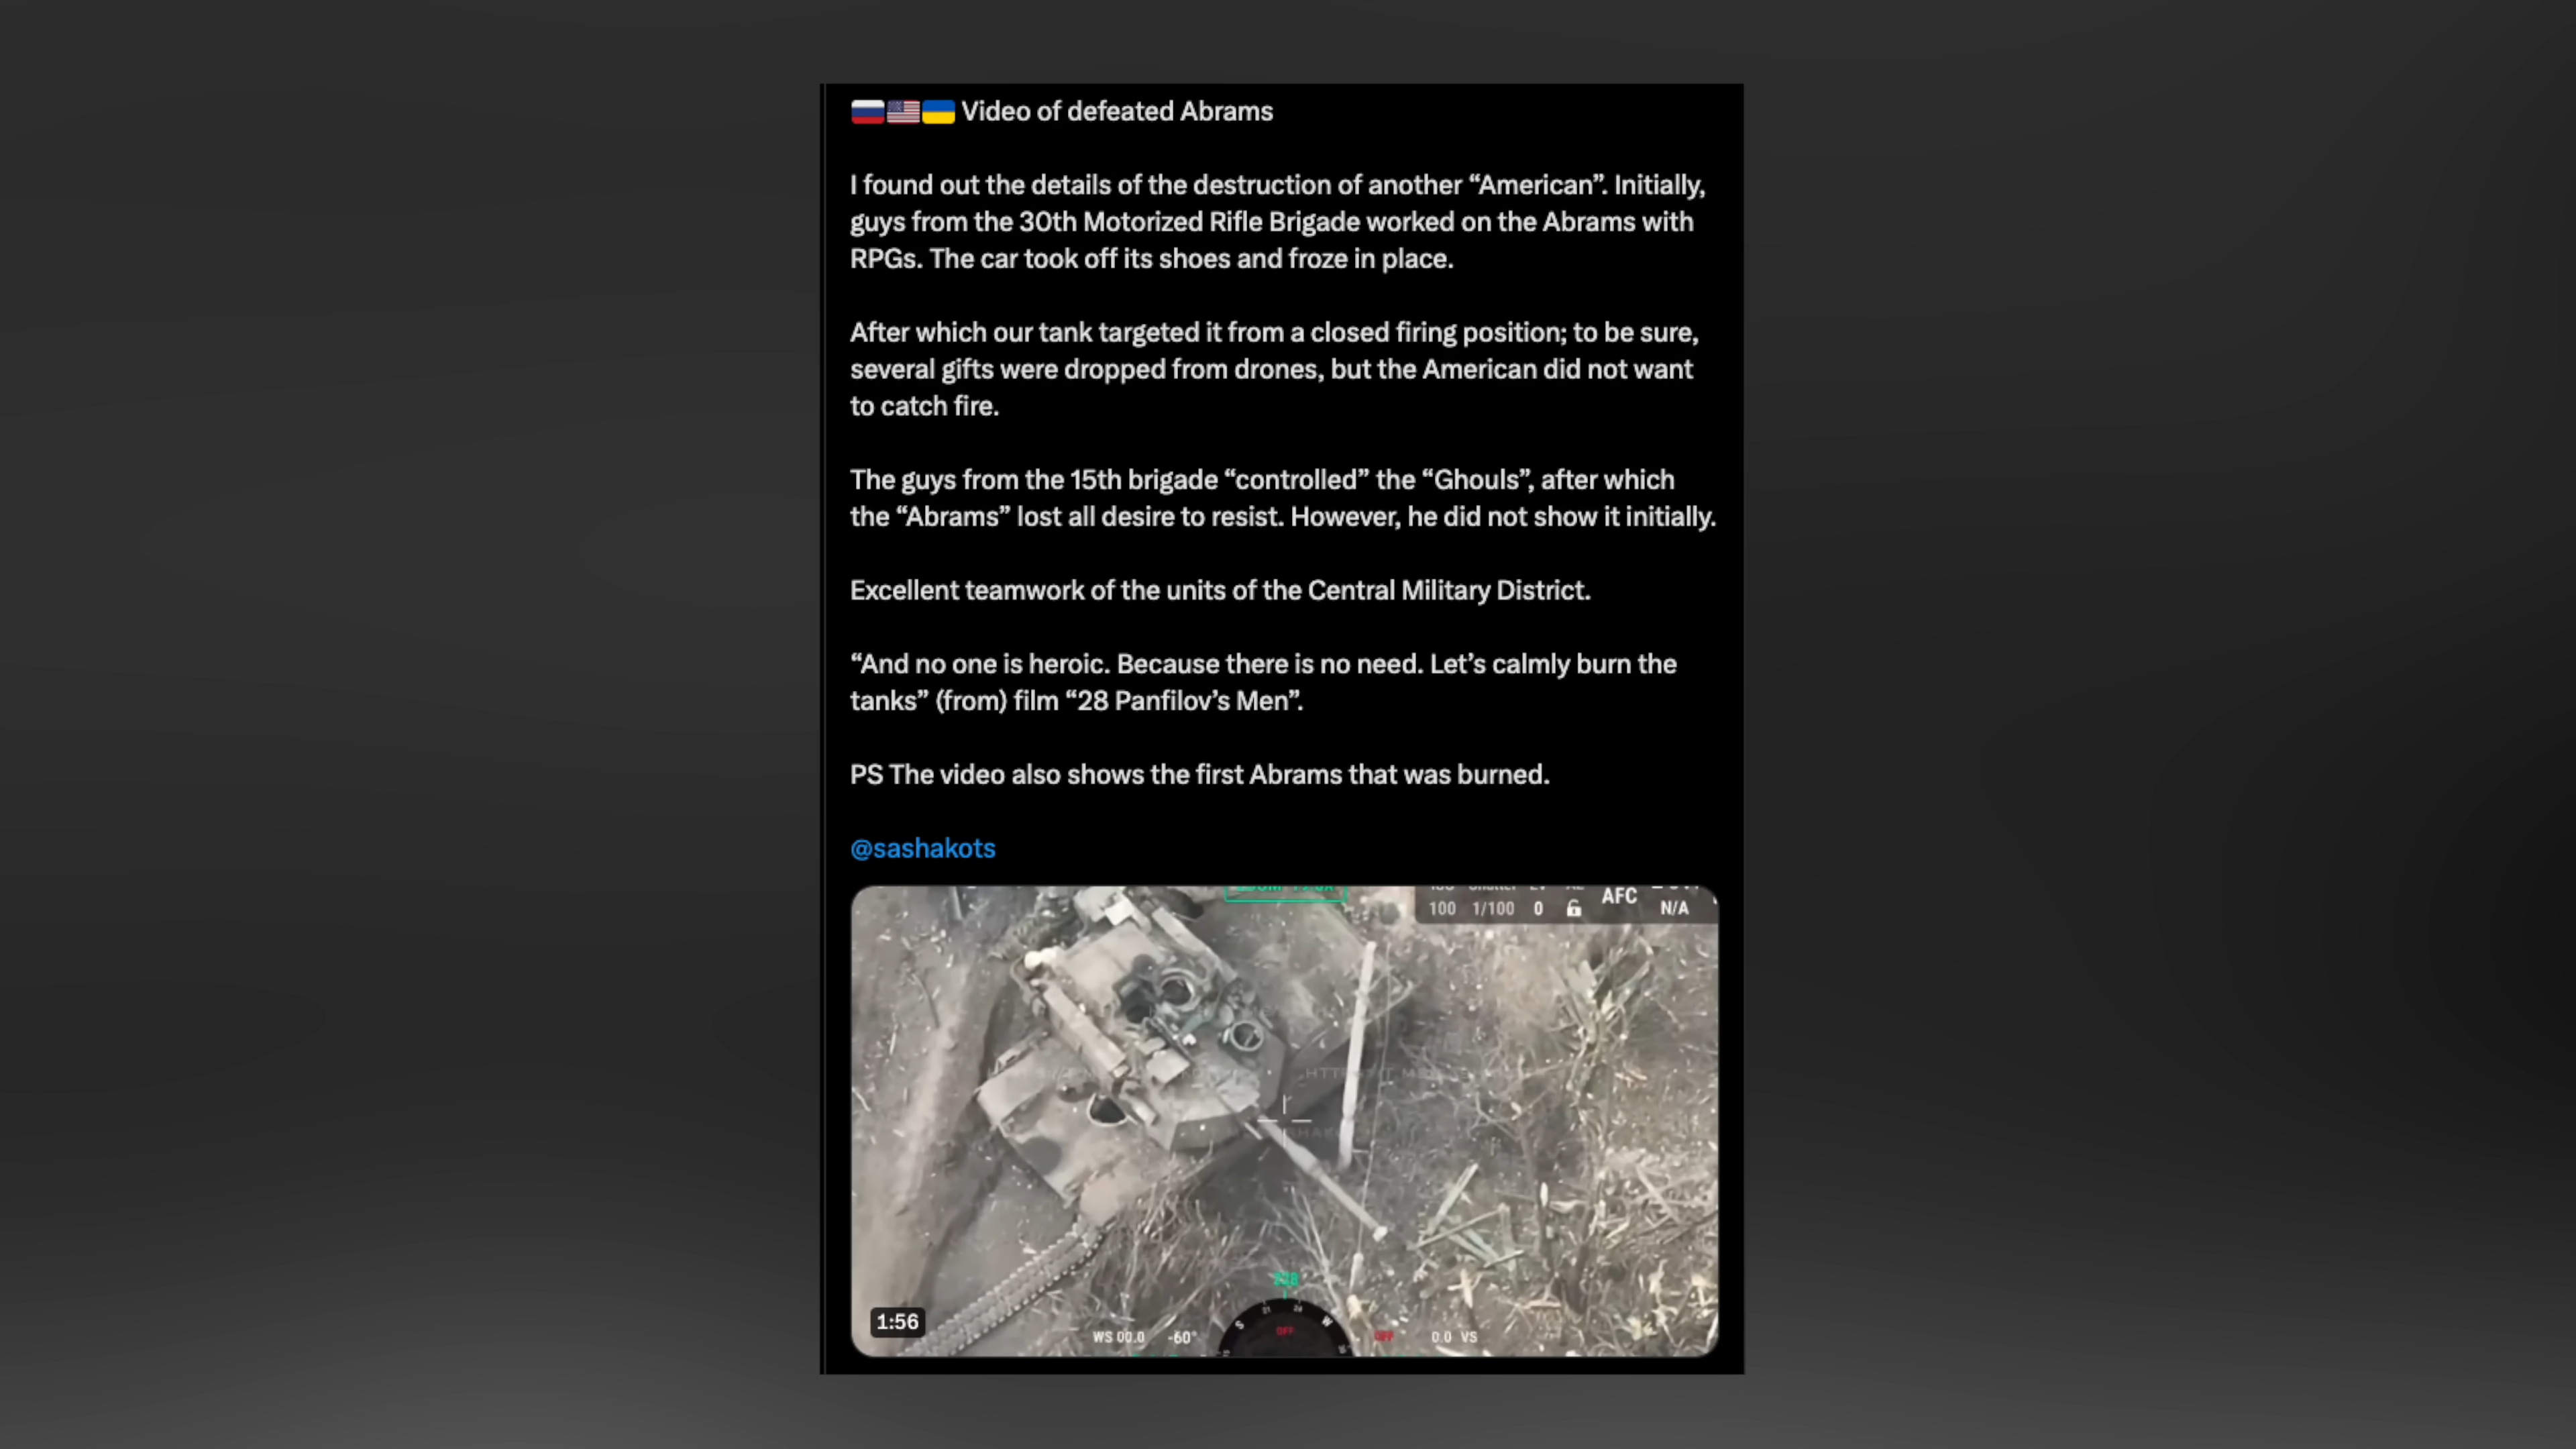 Video of defeated Abrams
I found out the details of the destruction of another “American”. Initially,
guys from the 30th Motorized Rifle Brigade worked on the Abrams with
RPGs. The car took off its shoes and froze in place.
After which our tank targeted it from a closed firing position; to be sure,
several gifts were dropped from drones, but the American did not want
to catch fire.
The guys from the 15th brigade “controlled” the “Ghouls”, after which
the “Abrams” lost all desire to resist. However, he did not show it initially.
Excellent teamwork of the units of the Central Military District.
“And no one is heroic. Because there is no need. Let’s calmly burn the
tanks” (from) film “28 Panfilov’s Men”.
PS The video also shows the first Abrams that was burned.
@sashakots
AFC
100 1/100 0 N/A
1:56
21 24
S W
OFF
WS 00.0 -60° OFF 0.0 VS